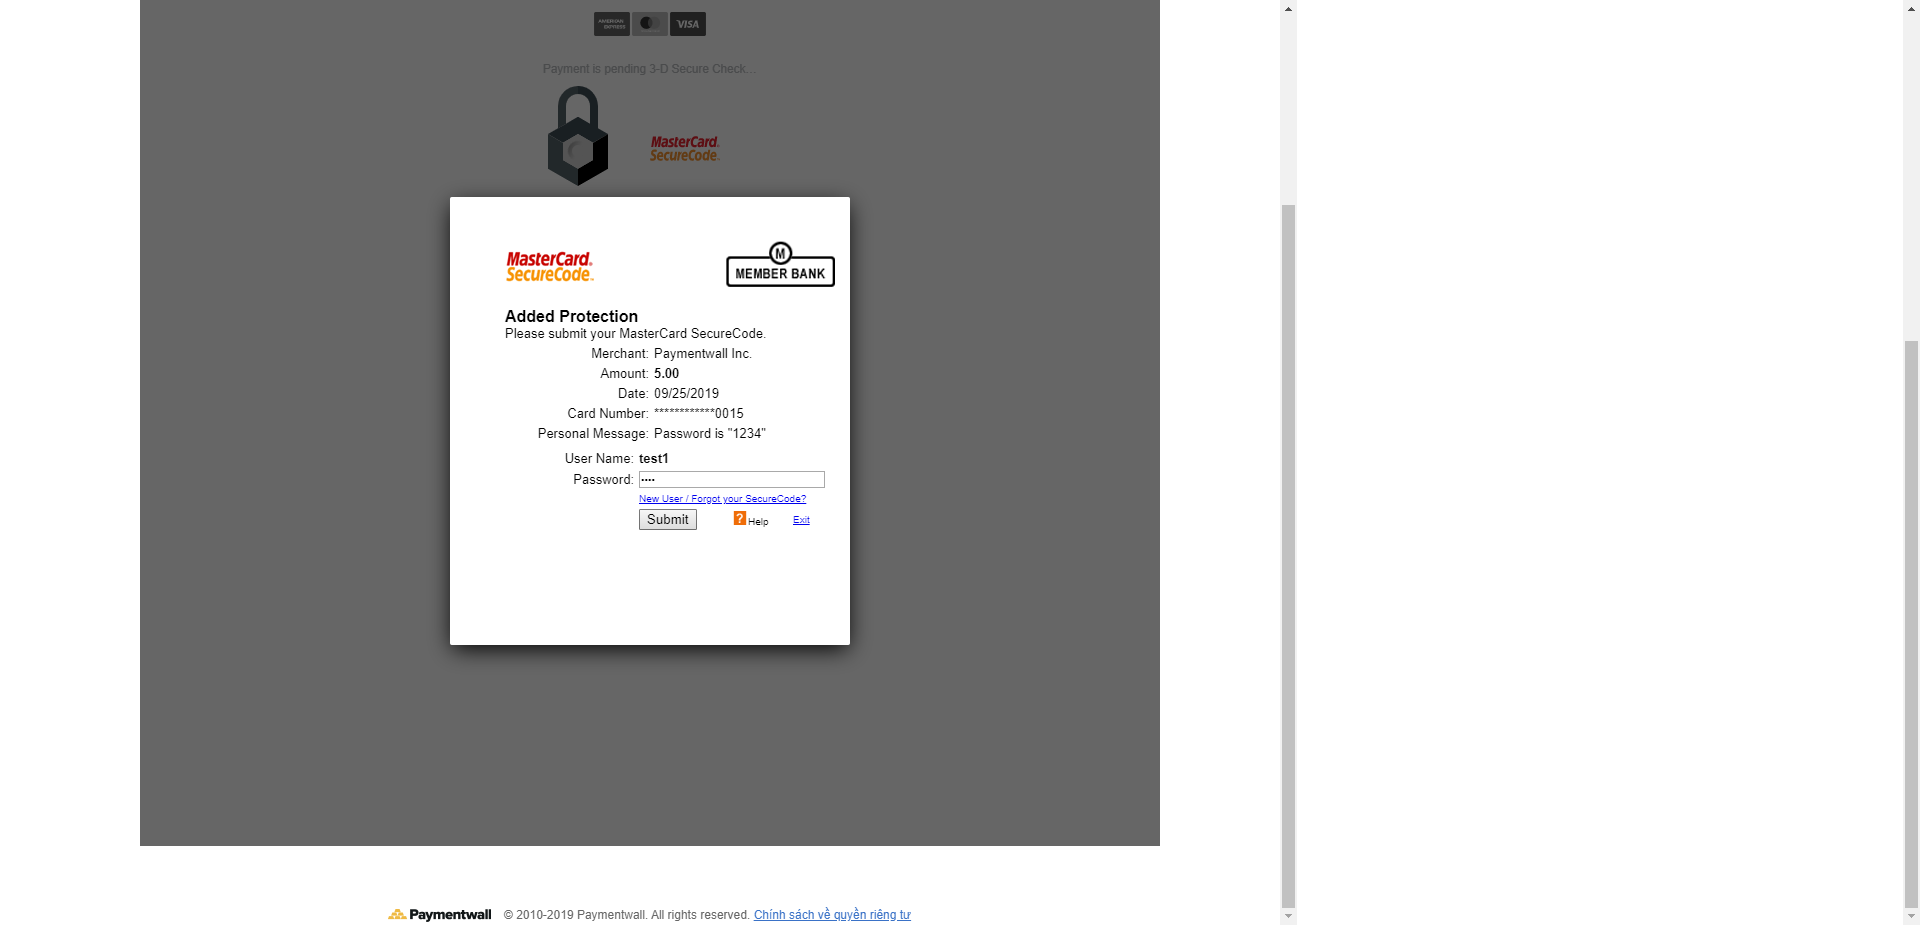 AMERICAN
EXPRESS
VISA
Payment is pending 3-D Secure Check...
MasterCard.
SecureCode.
MasterCard.
SecureCode.
M
MEMBER BANK
Added Protection
Please submit your MasterCard SecureCode.
Merchant: Paymentwall Inc.
Amount: 5.00
Date: 09/25/2019
Card Number: ************0015
Personal Message: Password is "1234"
User Name: test1
Password: ••••
New User / Forgot your SecureCode?
Submit ? Help Exit
Paymentwall © 2010-2019 Paymentwall. All rights reserved. Chính sách về quyền riêng tư